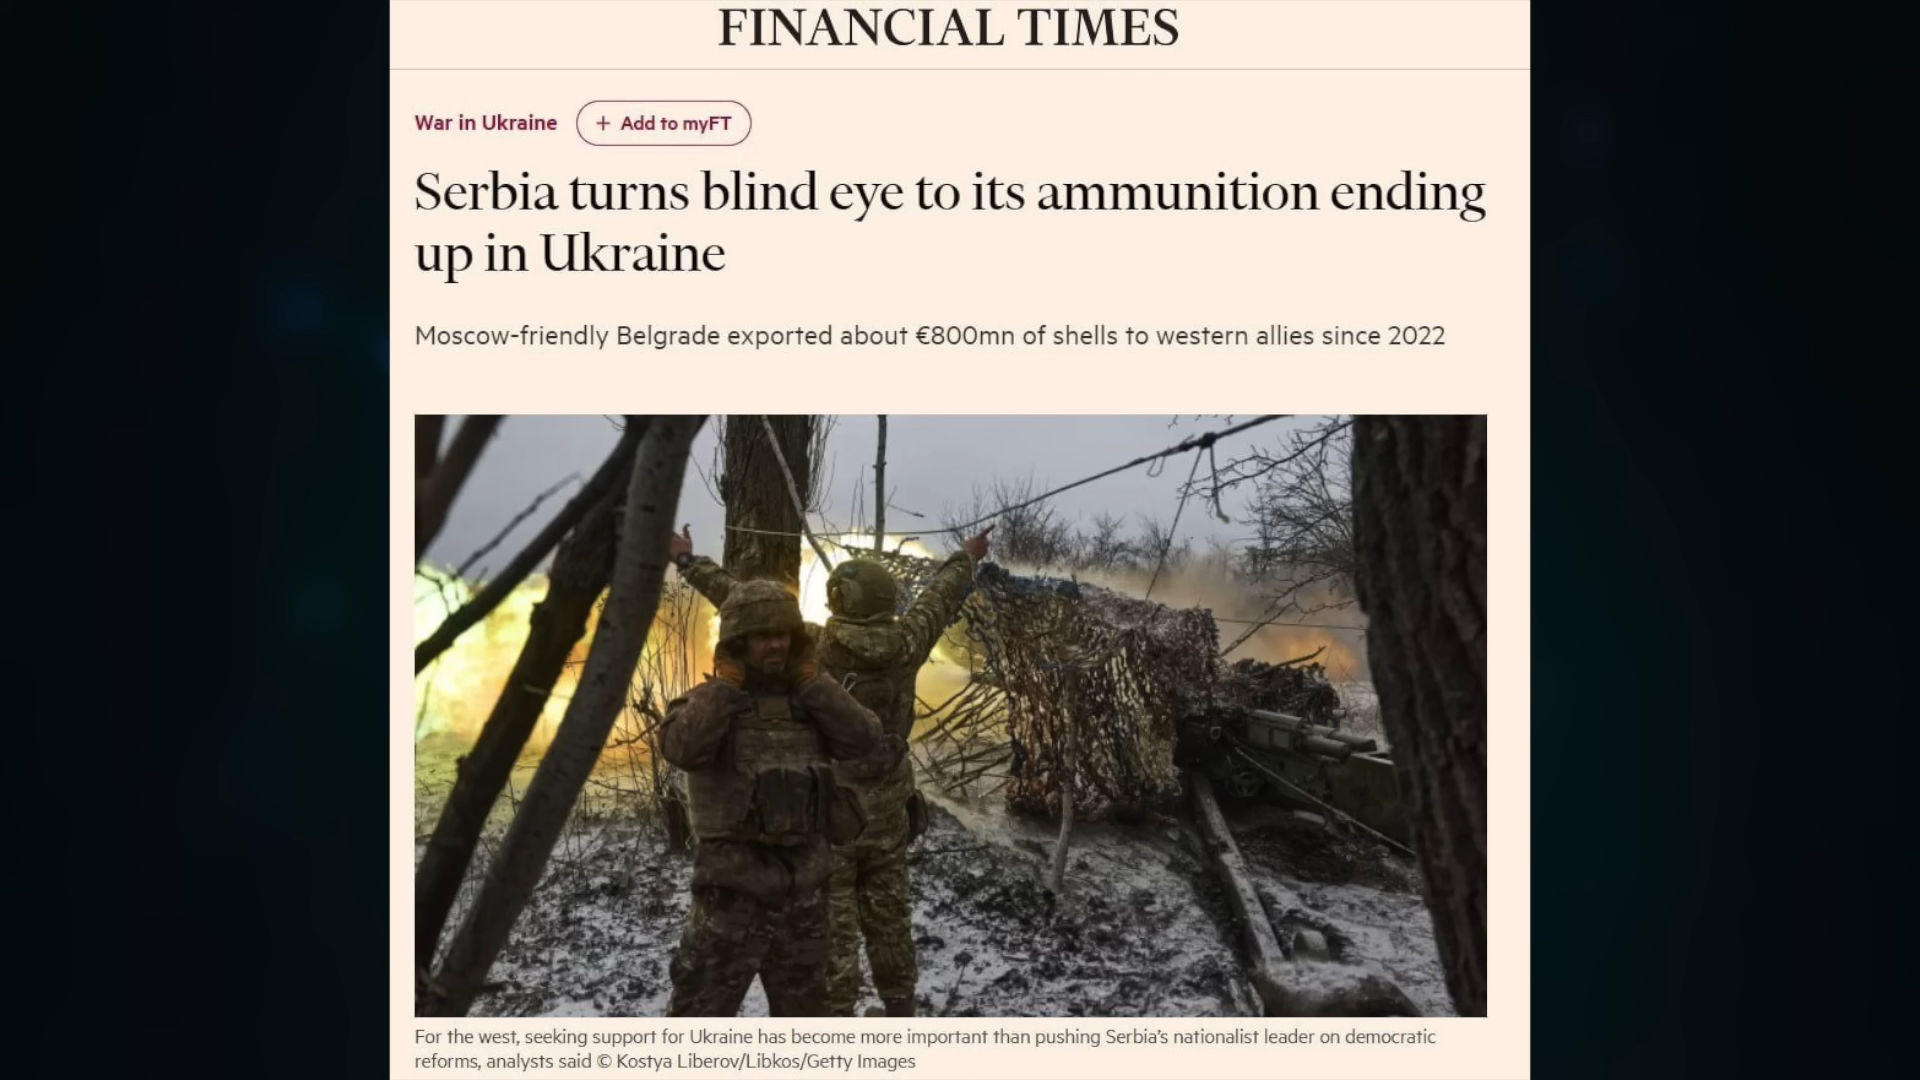 FINANCIAL TIMES
War in Ukraine
+ Add to myFT
Serbia turns blind eye to its ammunition ending
up in Ukraine
Moscow-friendly Belgrade exported about €800mn of shells to western allies since 2022
For the west, seeking support for Ukraine has become more important than pushing Serbia’s nationalist leader on democratic
reforms, analysts said © Kostya Liberov/Libkos/Getty Images